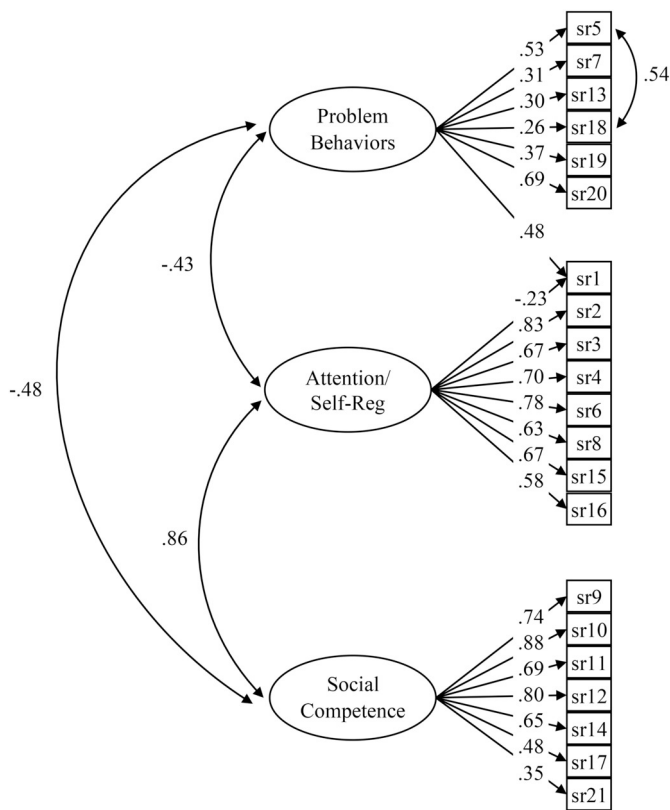 sr5
.53
sr7
.31
.54
.30
sr13
Problem
Behaviors
.26
sr18
.37
sr19
.69
sr20
.48
-.43
sr1
-.23
sr2
.83
sr3
.67
Attention/
Self-Reg
.70
sr4
-.48
.78
sr6
.63
sr8
.67
sr15
.58
sr16
.86
sr9
.74
sr10
.88
sr11
.69
Social
Competence
.80
sr12
.65
sr14
.48
sr17
.35
sr21